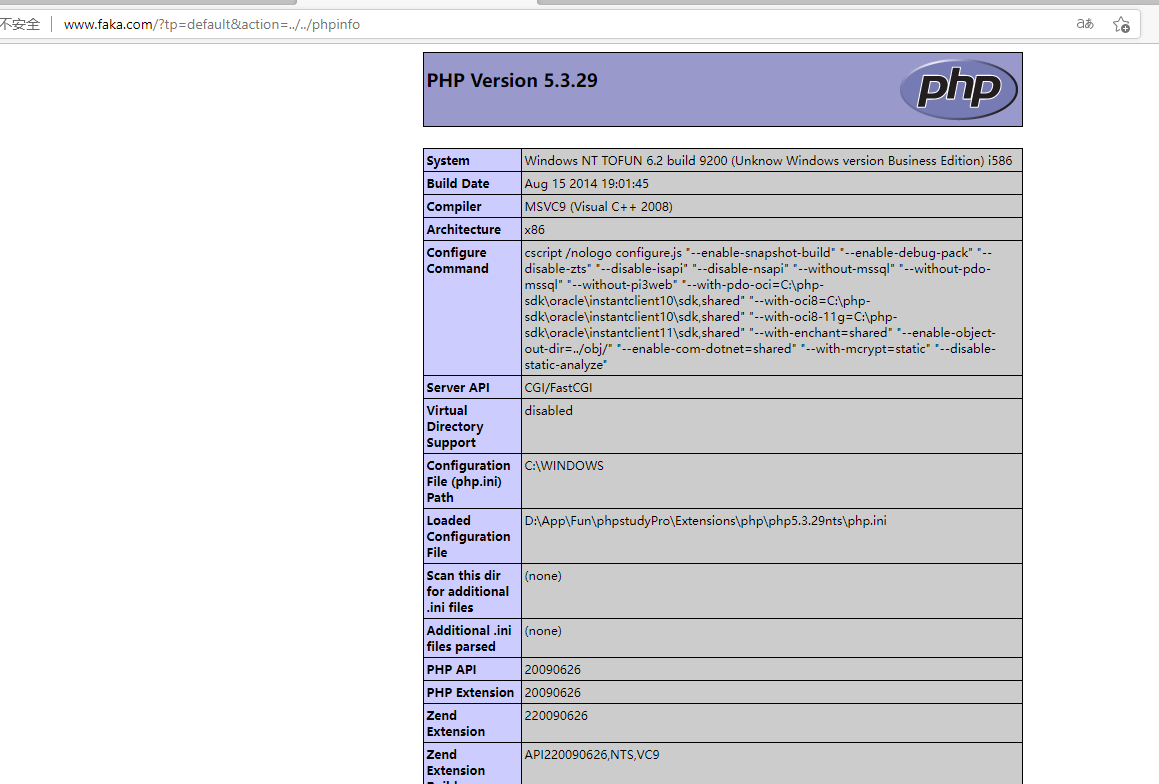 不安全 www.faka.com/?tp=default&action=../../phpinfo aあ
PHP Version 5.3.29
php
System Windows NT TOFUN 6.2 build 9200 (Unknow Windows version Business Edition) i586
Build Date Aug 15 2014 19:01:45
Compiler MSVC9 (Visual C++ 2008)
Architecture x86
Configure
Command
cscript /nologo configure.js "--enable-snapshot-build" "--enable-debug-pack" "--
disable-zts" "--disable-isapi" "--disable-nsapi" "--without-mssql" "--without-pdo-
mssql" "--without-pi3web" "--with-pdo-oci=C:\php-
sdk\oracle\instantclient10\sdk,shared" "--with-oci8=C:\php-
sdk\oracle\instantclient10\sdk,shared" "--with-oci8-11g=C:\php-
sdk\oracle\instantclient11\sdk,shared" "--with-enchant=shared" "--enable-object-
out-dir=../obj/" "--enable-com-dotnet=shared" "--with-mcrypt=static" "--disable-
static-analyze"
Server API CGI/FastCGI
Virtual
Directory
Support
disabled
Configuration
File (php.ini)
Path
C:\WINDOWS
Loaded
Configuration
File
D:\App\Fun\phpstudyPro\Extensions\php\php5.3.29nts\php.ini
Scan this dir
for additional
.ini files
(none)
Additional .ini
files parsed
(none)
PHP API 20090626
PHP Extension 20090626
Zend
Extension
220090626
Zend
Extension
API220090626,NTS,VC9